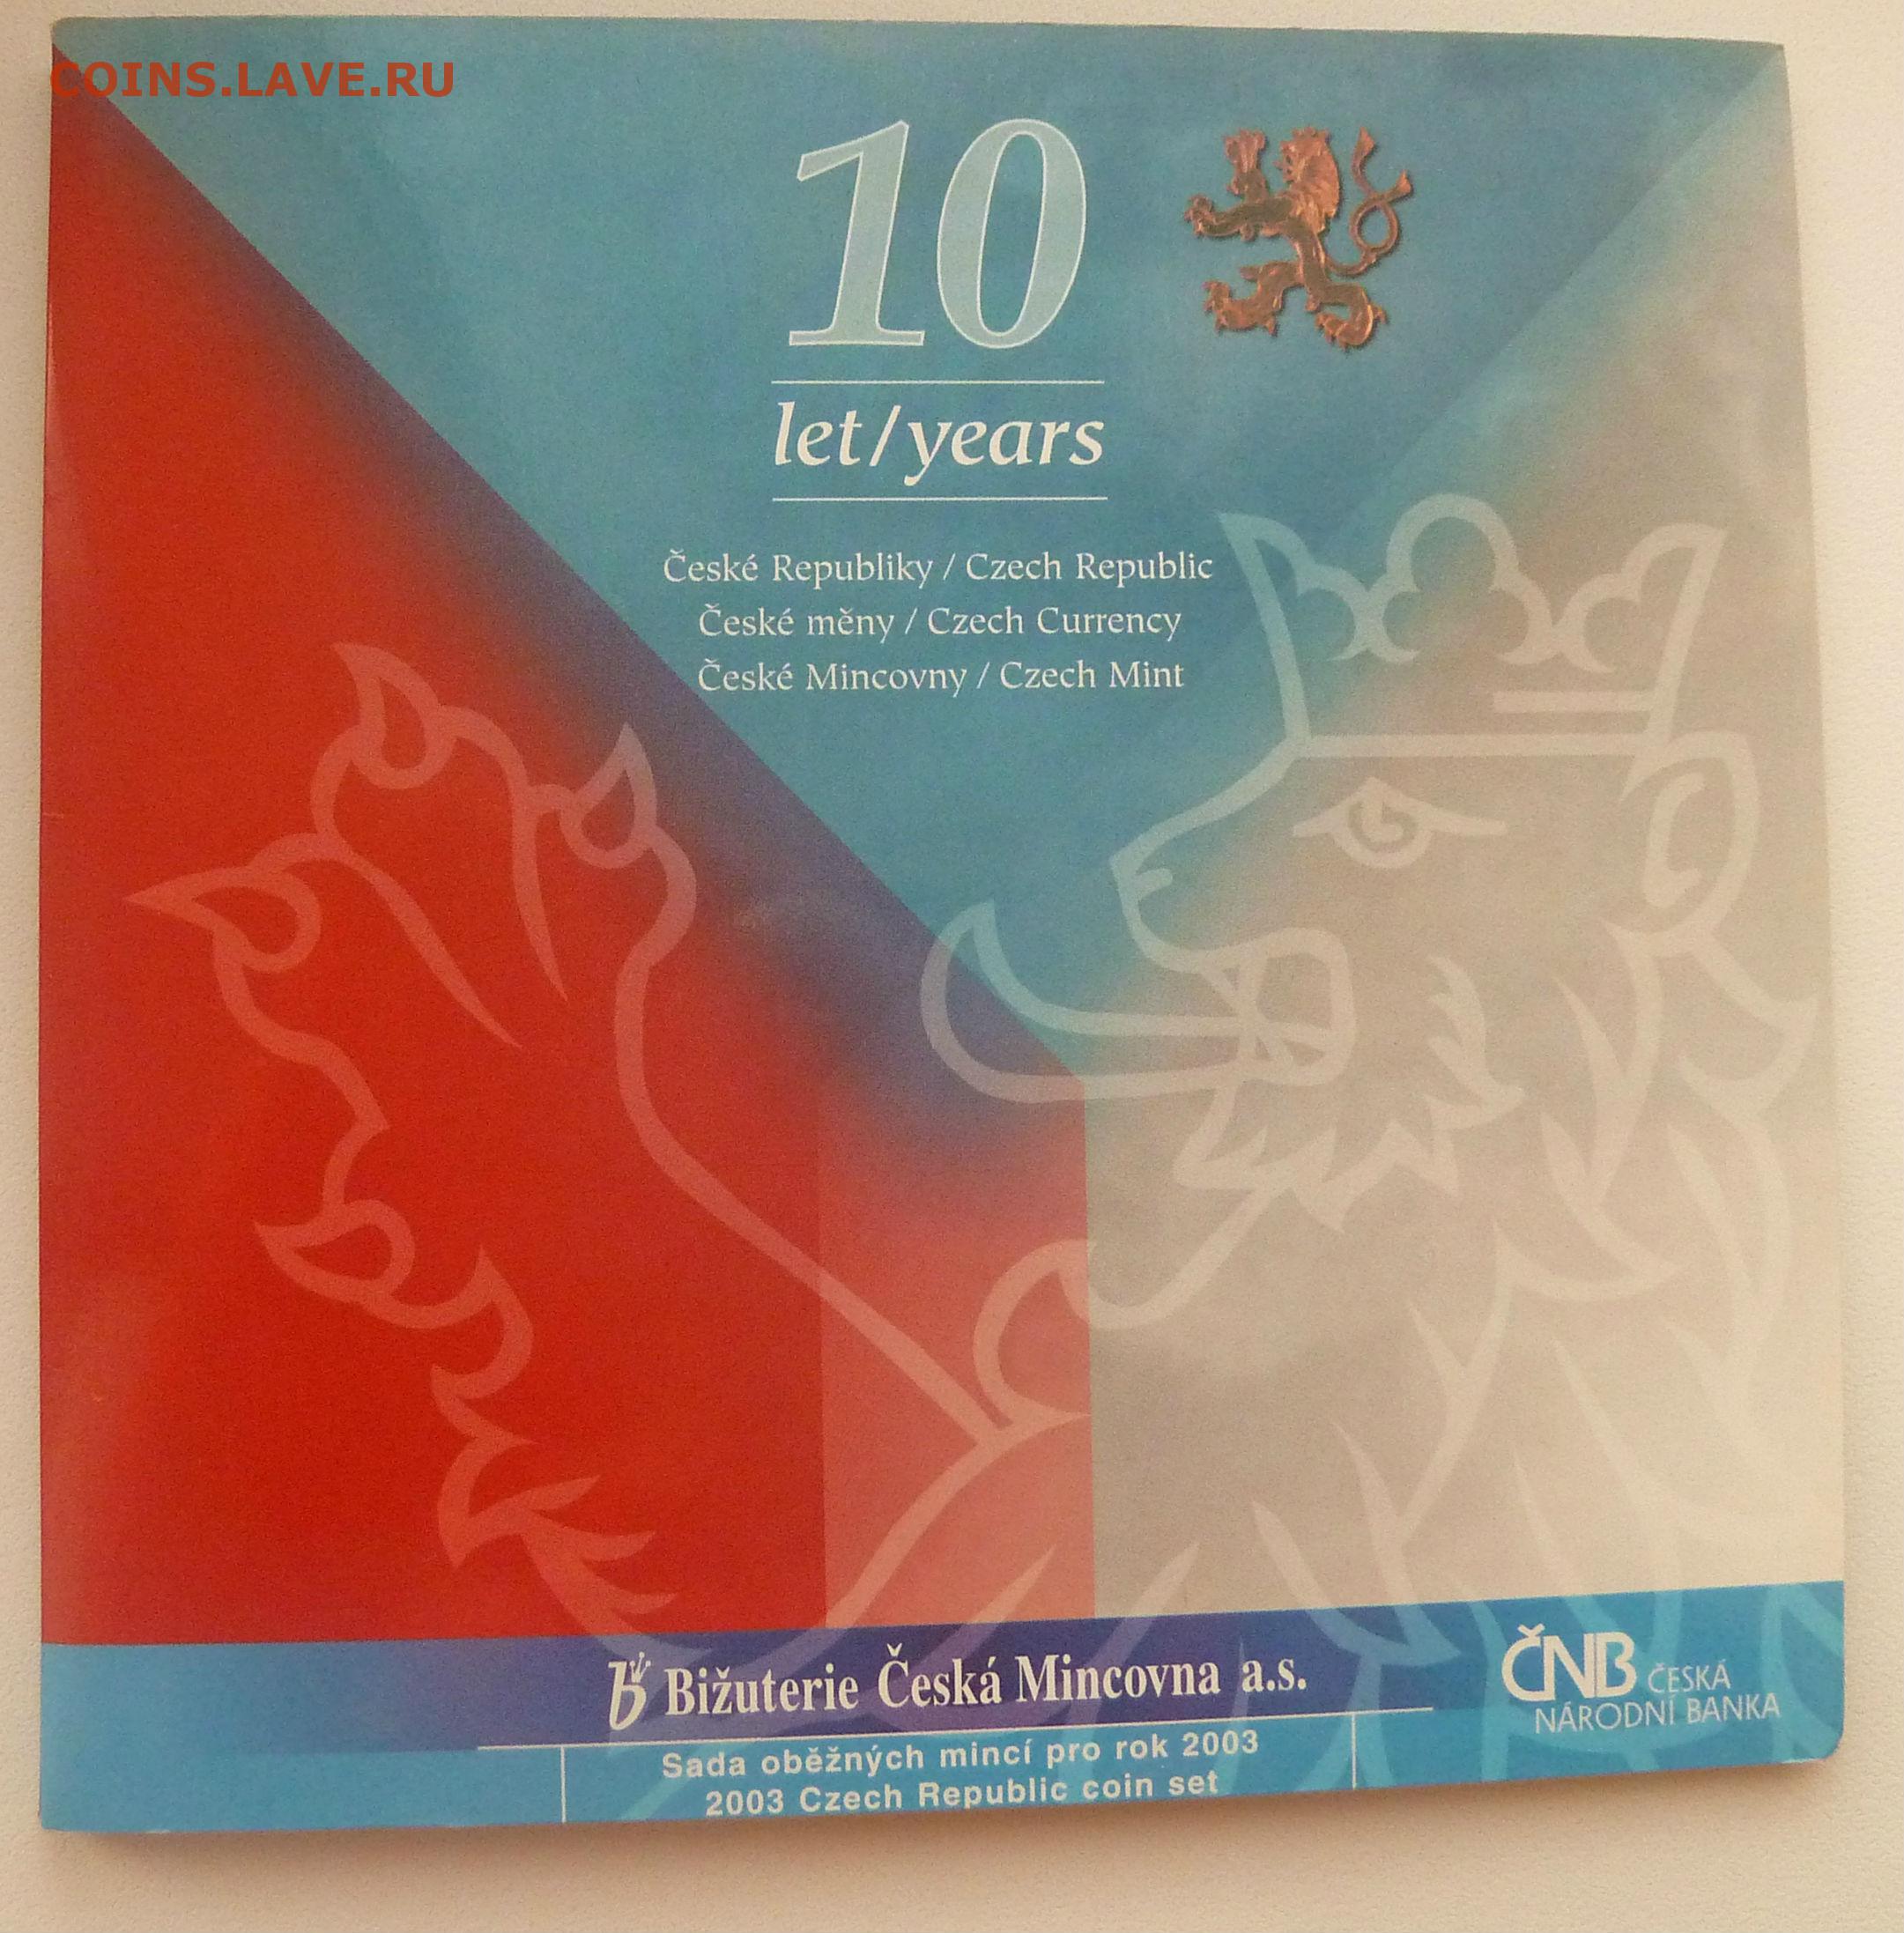 COINS.LAVE.RU
10
let/years
České Republiky / Czech Republic
České měny / Czech Currency
České Mincovny / Czech Mint
b Bižuterie Česká Mincovna a.s.
ČNB ČESKÁ
NÁRODNÍ BANKA
Sada oběžných mincí pro rok 2003
2003 Czech Republic coin set